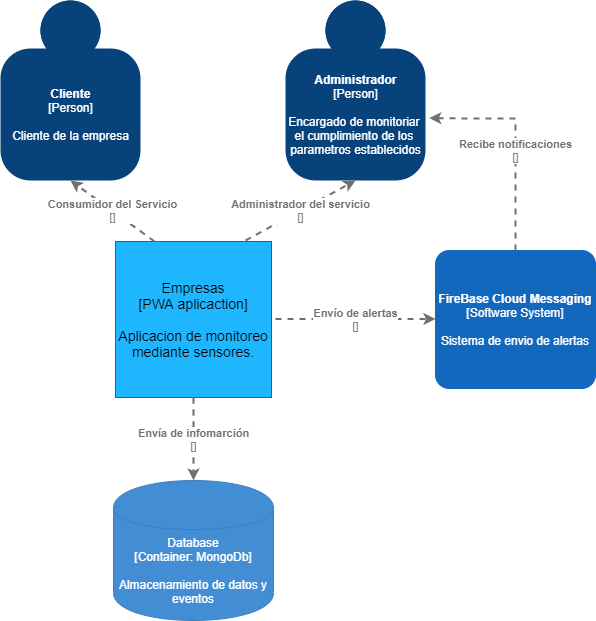 Cliente
[Person]
Cliente de la empresa
Administrador
[Person]
Encargado de monitoriar
el cumplimiento de los
parametros establecidos
Recibe notificaciones
[]
Consumidor del Servicio
[]
Administrador del servicio
[]
Empresas
[PWA aplicaction]
Aplicacion de monitoreo
mediante sensores.
Envío de alertas
[]
FireBase Cloud Messaging
[Software System]
Sistema de envio de alertas
Envía de infomarción
[]
Database
[Container: MongoDb]
Almacenamiento de datos y
eventos